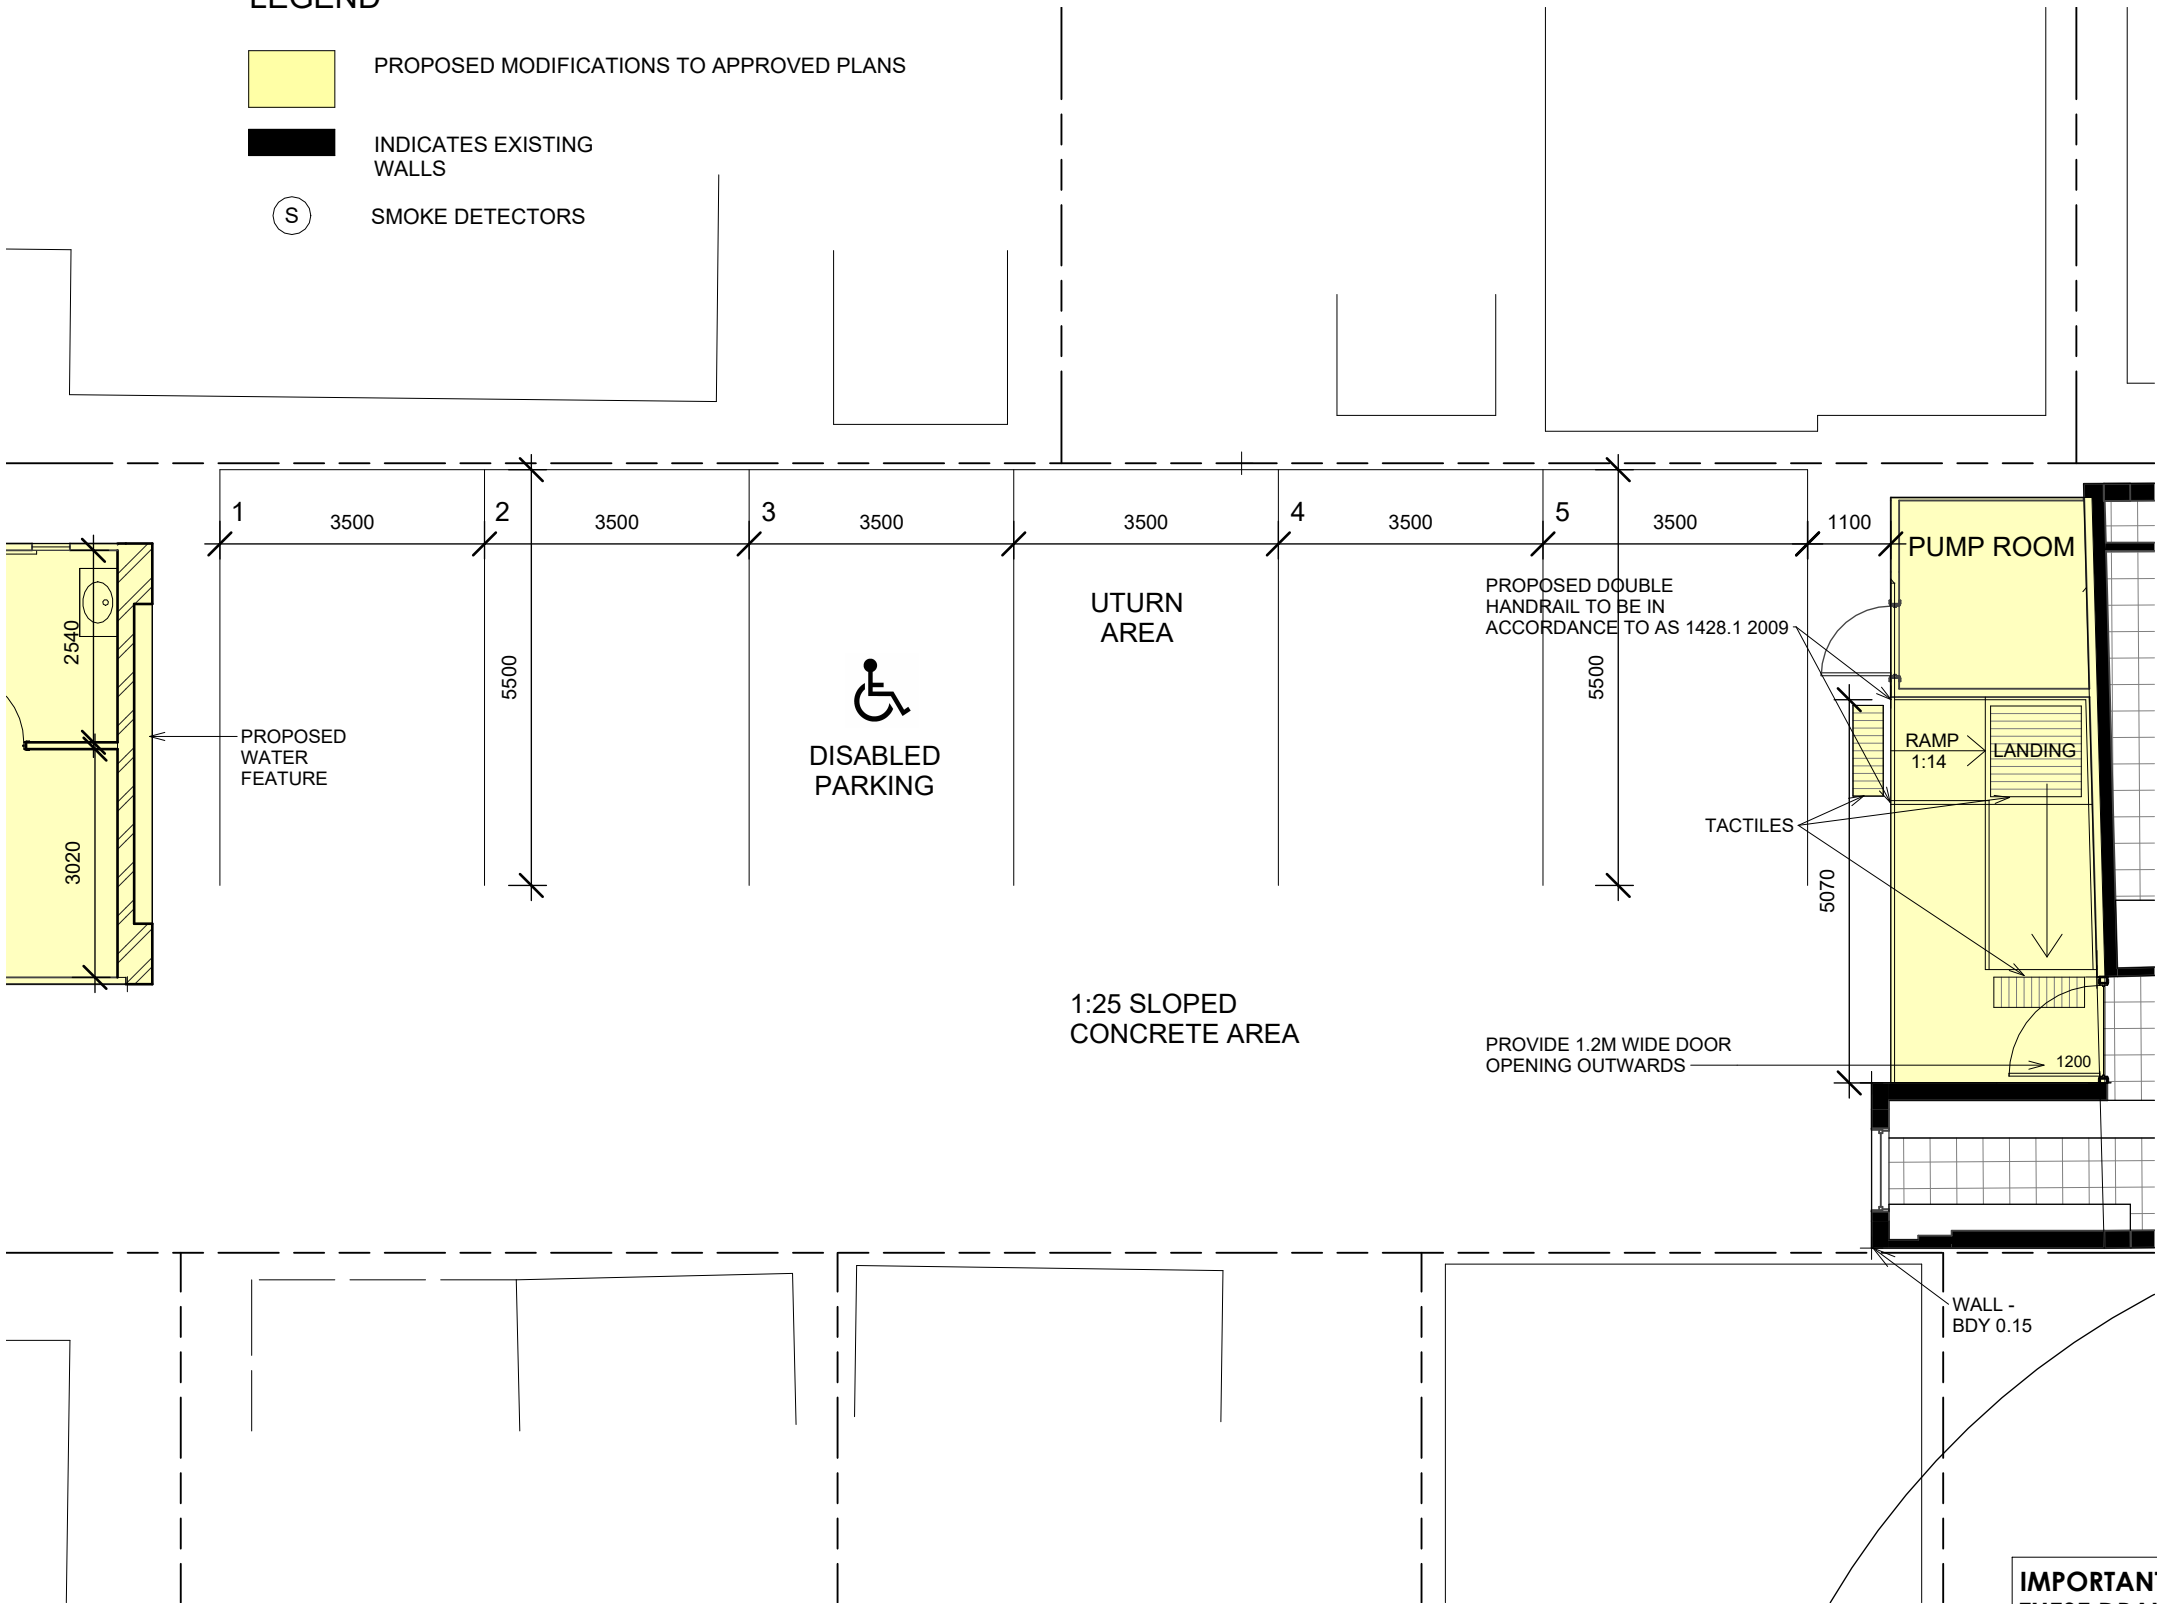 LEGEND
PROPOSED MODIFICATIONS TO APPROVED PLANS
INDICATES EXISTING
WALLS
S
SMOKE DETECTORS
1
3500
2
3500
3
3500
3500
4
3500
5
3500
1100
PUMP ROOM
UTURN
AREA
PROPOSED DOUBLE
HANDRAIL TO BE IN
ACCORDANCE TO AS 1428.1 2009
2540
5500
5500
DISABLED
PARKING
PROPOSED
WATER
FEATURE
RAMP
1:14
LANDING
TACTILES
3020
5070
1:25 SLOPED
CONCRETE AREA
PROVIDE 1.2M WIDE DOOR
OPENING OUTWARDS
1200
WALL -
BDY 0.15
IMPORTANT